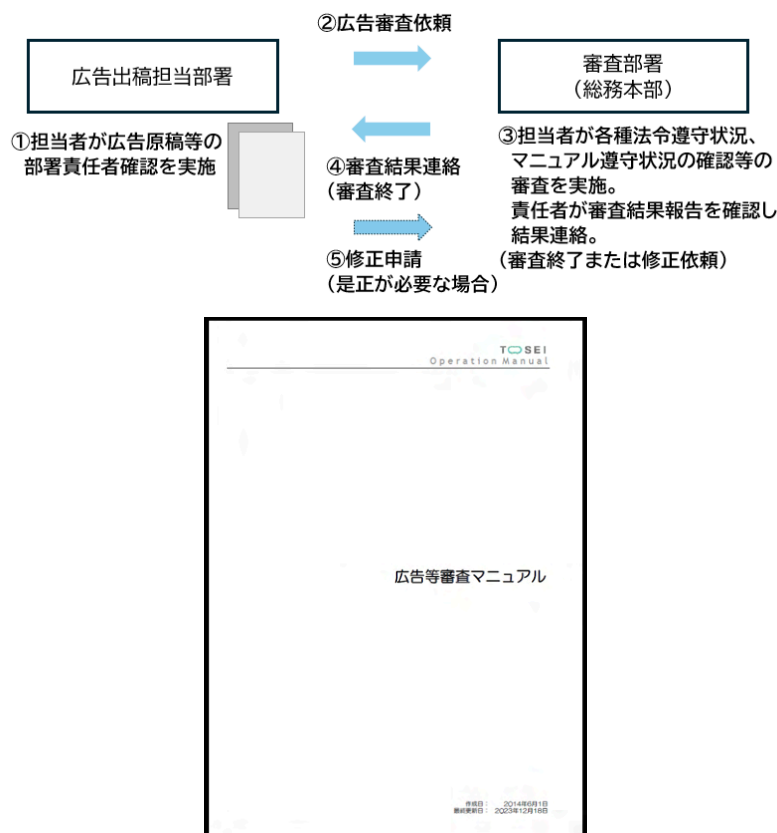 ②広告審査依頼
広告出稿担当部署
審査部署
（総務本部）
①担当者が広告原稿等の
部署責任者確認を実施
④審査結果連絡
（審査終了）
③担当者が各種法令遵守状況、
マニュアル遵守状況の確認等の
審査を実施。
責任者が審査結果報告を確認し
結果連絡。
（審査終了または修正依頼）
⑤修正申請
（是正が必要な場合）
TOSEI
Operation Manual
広告等審査マニュアル
作成日： 2014年6月1日
最終更新日： 2023年12月18日